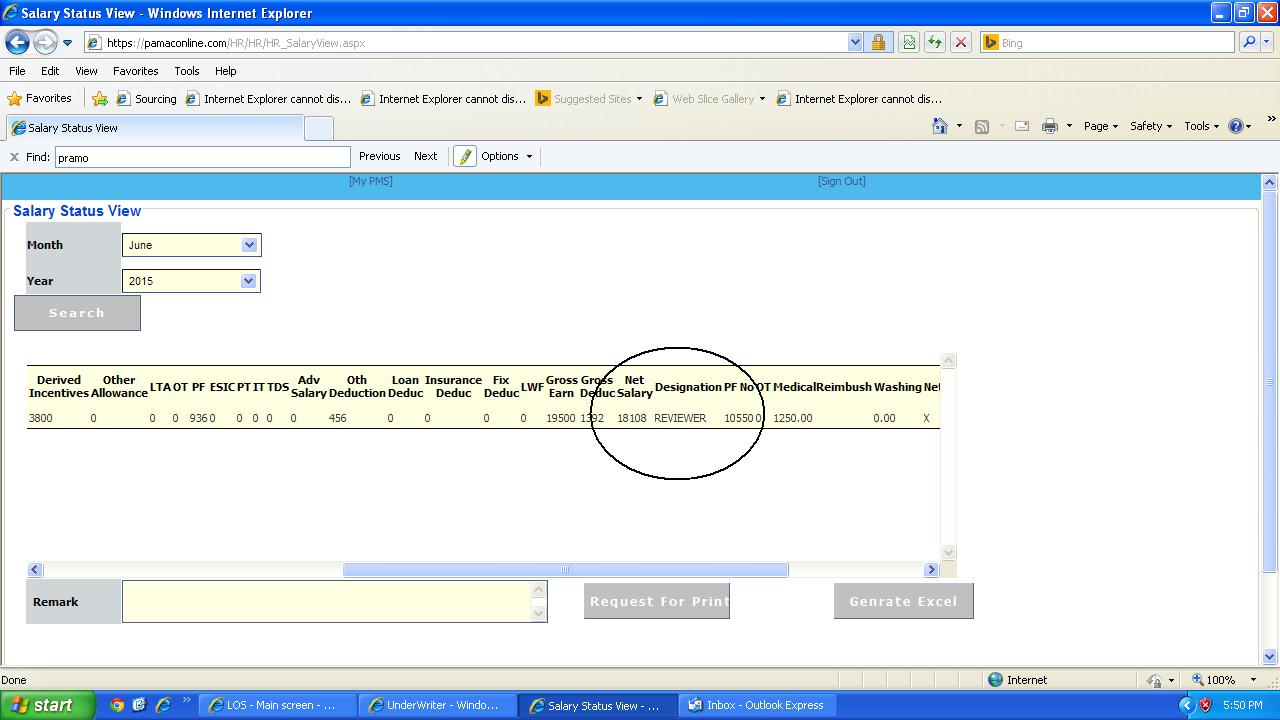 Salary Status View - Windows Internet Explorer
https://pamaconline.com/HR/HR/HR_SalaryView.aspx
Bing
File Edit View Favorites Tools Help
Favorites Sourcing Internet Explorer cannot dis... Internet Explorer cannot dis... Suggested Sites Web Slice Gallery Internet Explorer cannot dis...
Salary Status View
Page Safety Tools
Find: pramo Previous Next Options
[My PMS] [Sign Out]
Salary Status View
Month June
Year 2015
Search
Derived Other Adv Oth Loan Insurance Fix Gross Gross Net
Incentives Allowance LTA OT PF ESIC PT IT TDS Salary Deduction Deduc Deduc Deduc LWF Earn Deduc Salary Designation PF No OT Medical Reimbush Washing Net
3800 0 0 0 936 0 0 0 0 0 456 0 0 0 0 19500 1392 18108 REVIEWER 10550 0 1250.00 0.00 X
Remark Request For Print Genrate Excel
Done Internet 100%
start LOS - Main screen - ... UnderWriter - Windo... Salary Status View - ... Inbox - Outlook Express 5:50 PM